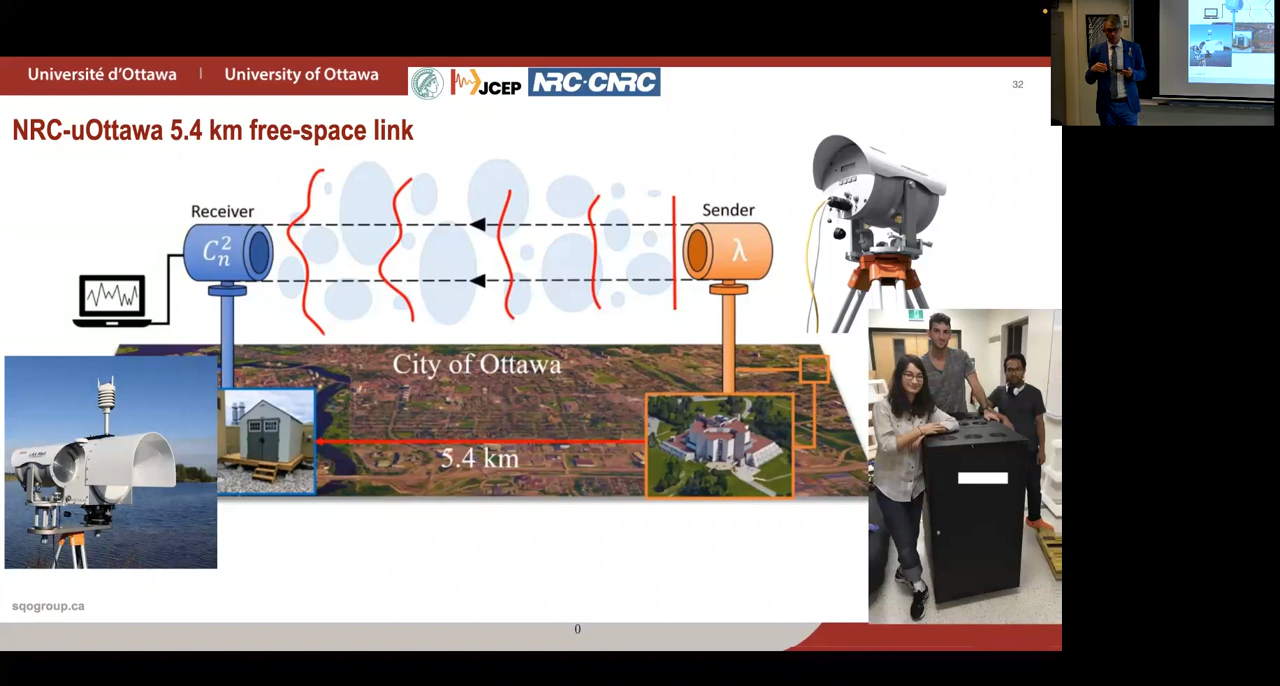 Université d'Ottawa | University of Ottawa
JCEP
NRC·CNRC
32
NRC-uOttawa 5.4 km free-space link
Receiver
Sender
C²ₙ
λ
City of Ottawa
5.4 km
sqogroup.ca
0